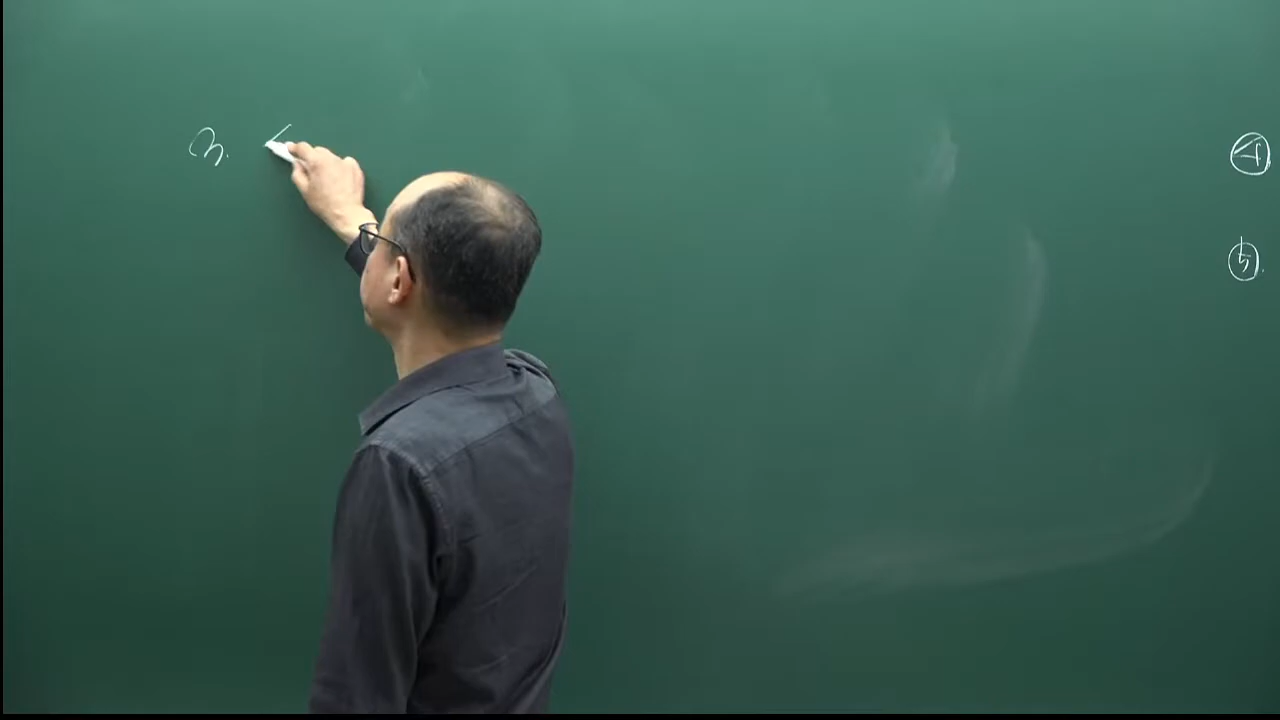 3. <
④
⑤.